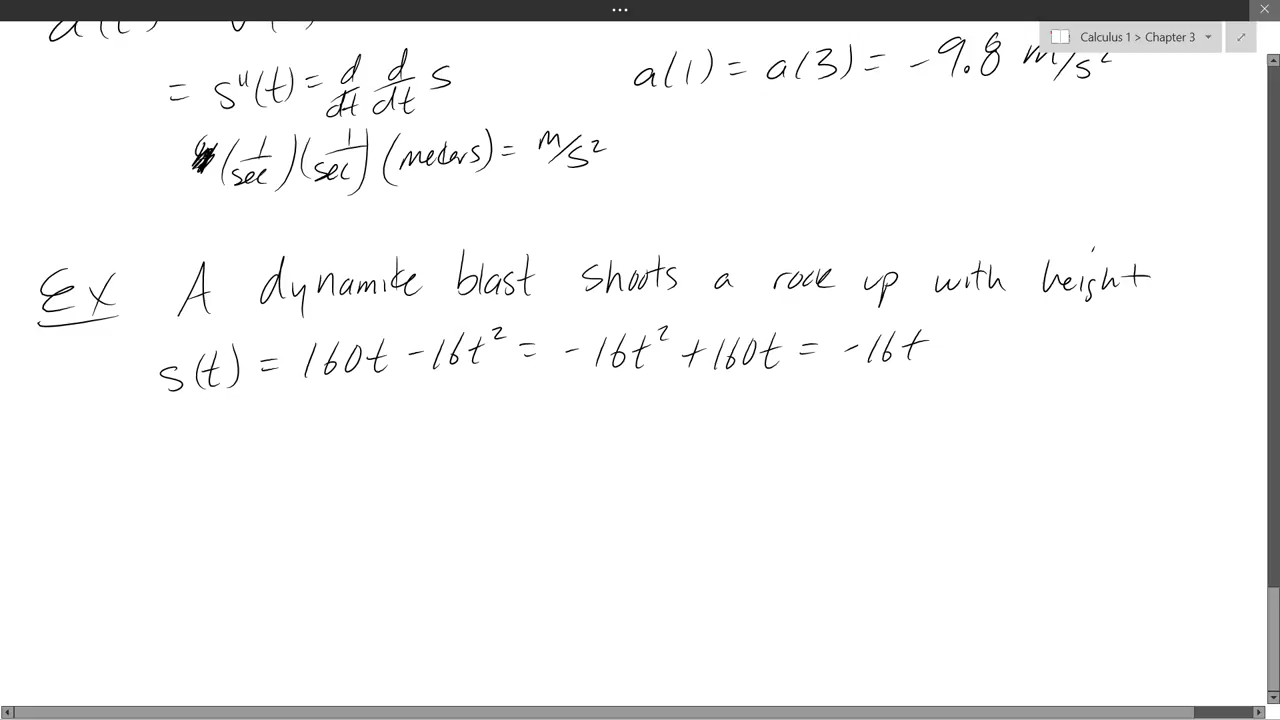 Calculus 1 > Chapter 3
a(1) = a(3) = -9.8 m/s²
= s"(t) = d/dt d/dt s
(1/sec)(1/sec)(meters) = m/s²
Ex A dynamite blast shoots a rock up with height
s(t) = 160t - 16t² = -16t² + 160t = -16t